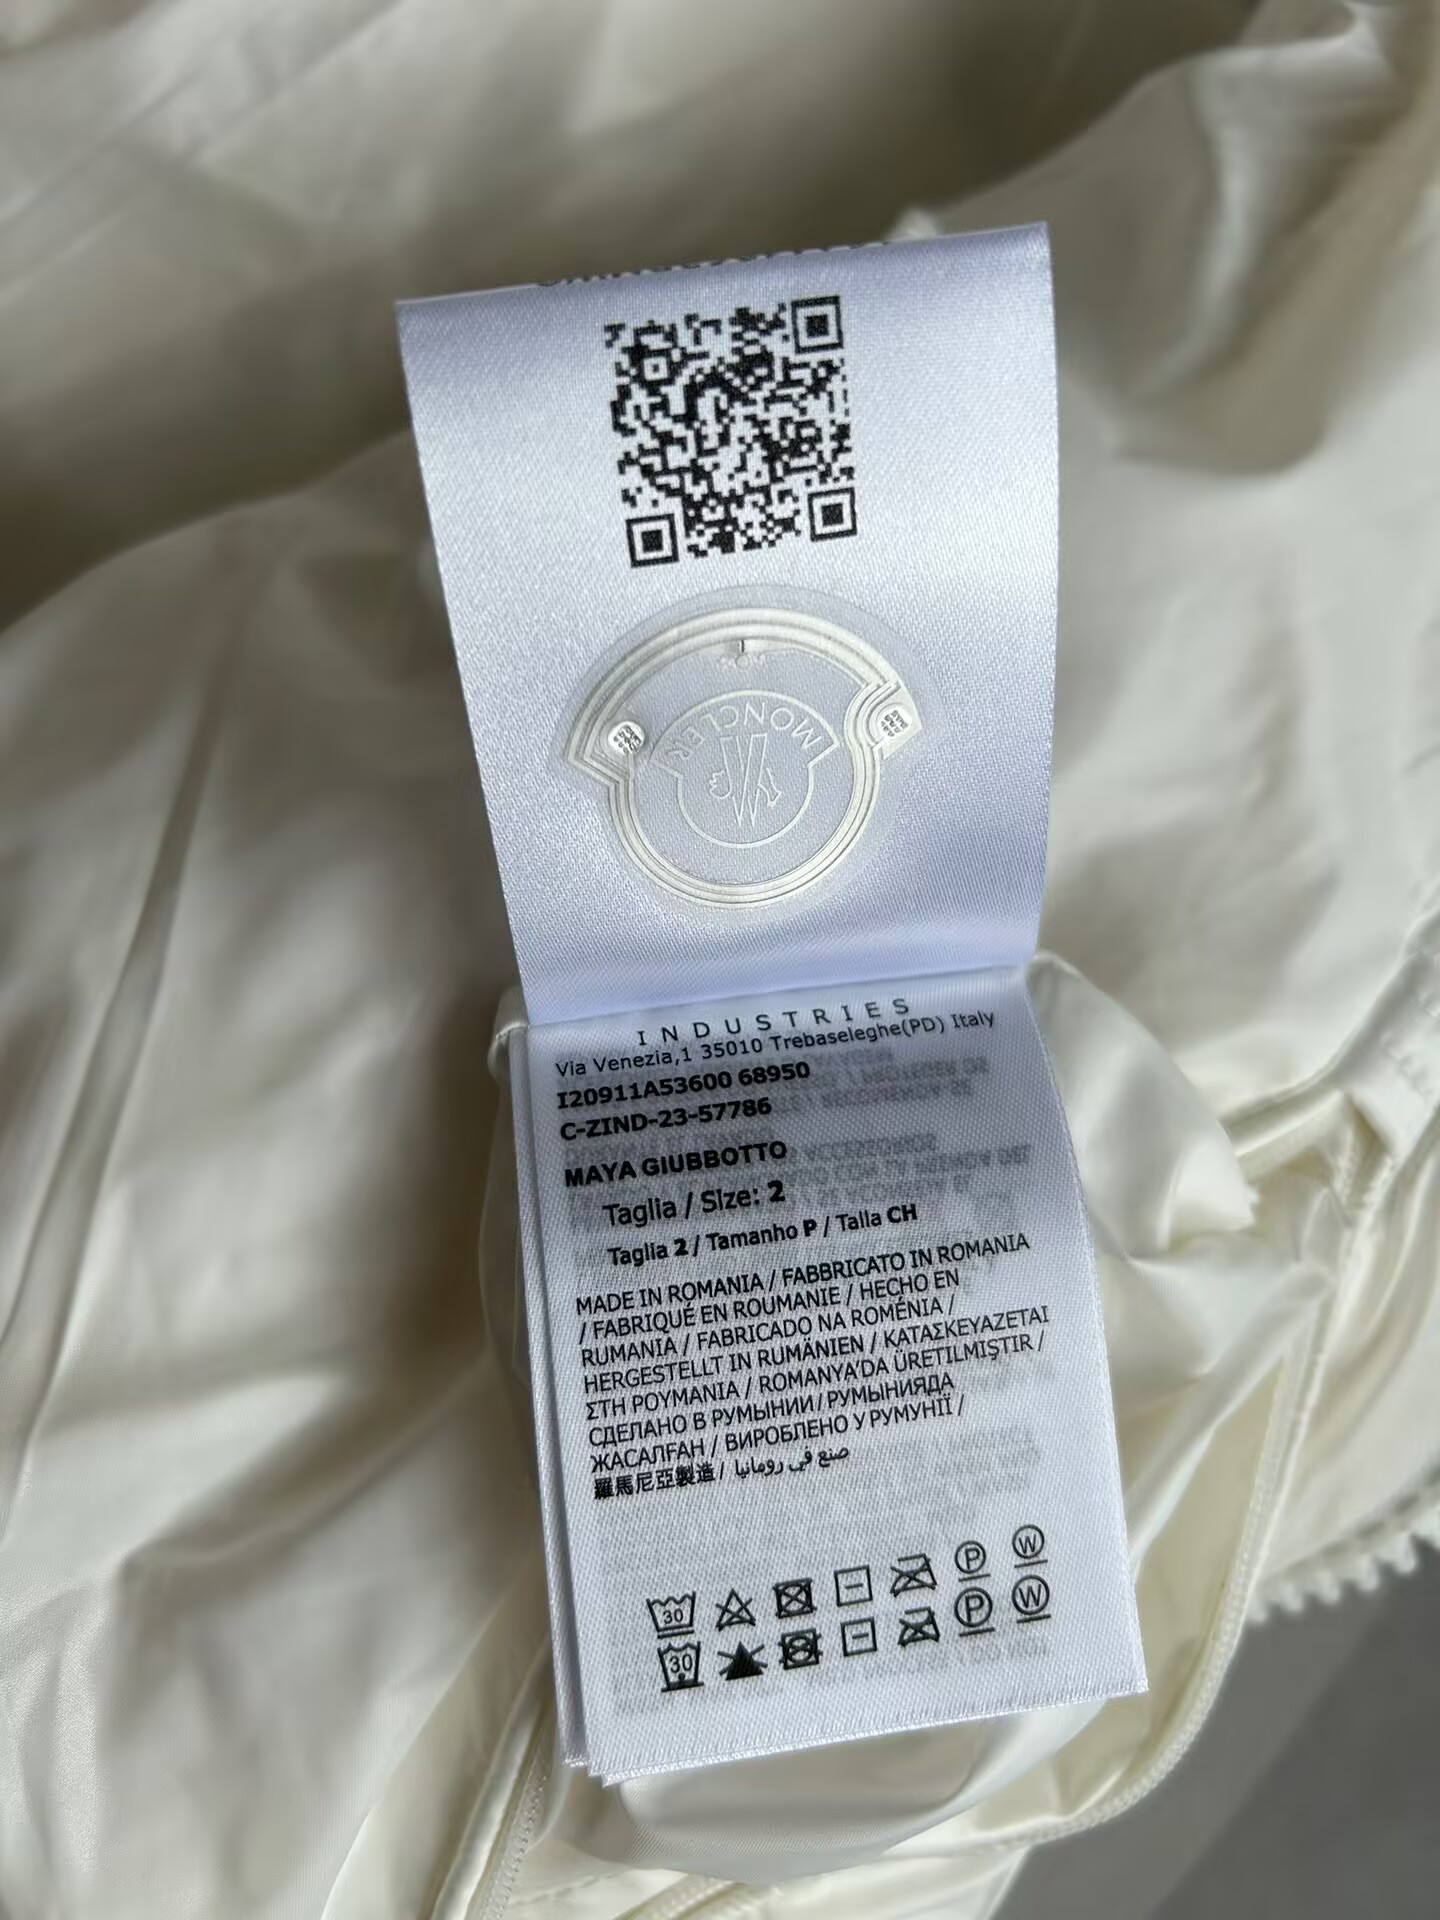 MONCLER
INDUSTRIES
Via Venezia,1 35010 Trebaseleghe(PD) Italy
I20911A53600 68950
C-ZIND-23-57786
MAYA GIUBBOTTO
Taglia / Size: 2
Taglia 2 / Tamanho P / Talla CH
MADE IN ROMANIA / FABBRICATO IN ROMANIA
/ FABRIQUÉ EN ROUMANIE / HECHO EN
RUMANIA / FABRICADO NA ROMÉNIA /
HERGESTELLT IN RUMÄNIEN / ΚΑΤΑΣΚΕΥΑΖΕΤΑΙ
ΣΤΗ ΡΟΥΜΑΝΙΑ / ROMANYA'DA ÜRETILMIŞTIR /
СДЕЛАНО В РУМЫНИИ / РУМЫНИЯДА
ЖАСАЛҒАН / ВИРОБЛЕНО У РУМУНІЇ /
羅馬尼亞製造 / صنع في رومانيا
30 P W
30 P W